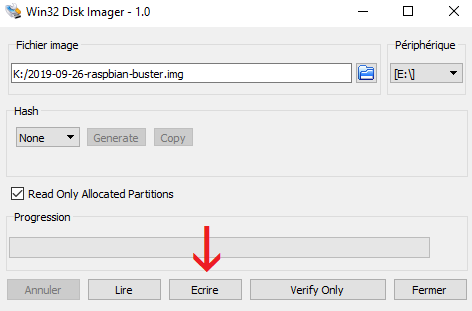 Win32 Disk Imager - 1.0
Fichier image
Périphérique
K:/2019-09-26-raspbian-buster.img
[E:\]
Hash
None Generate Copy
Read Only Allocated Partitions
Progression
Annuler Lire Ecrire Verify Only Fermer